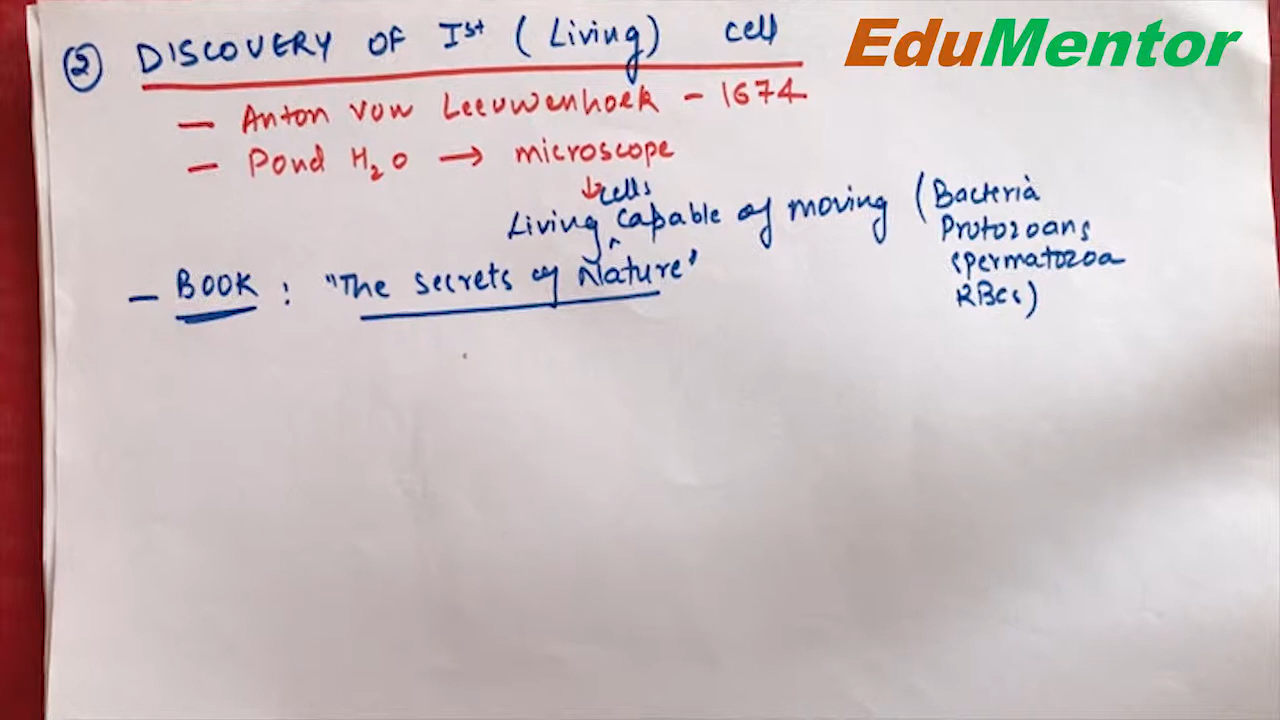 ② DISCOVERY OF Ist (Living) cell
EduMentor
— Anton von Leeuwenhoek - 1674
— Pond H₂O → microscope
↓ cells
Living ^ capable of moving (Bacteria
Protozoans
spermatozoa
RBCs)
— BOOK : "The secrets of Nature"